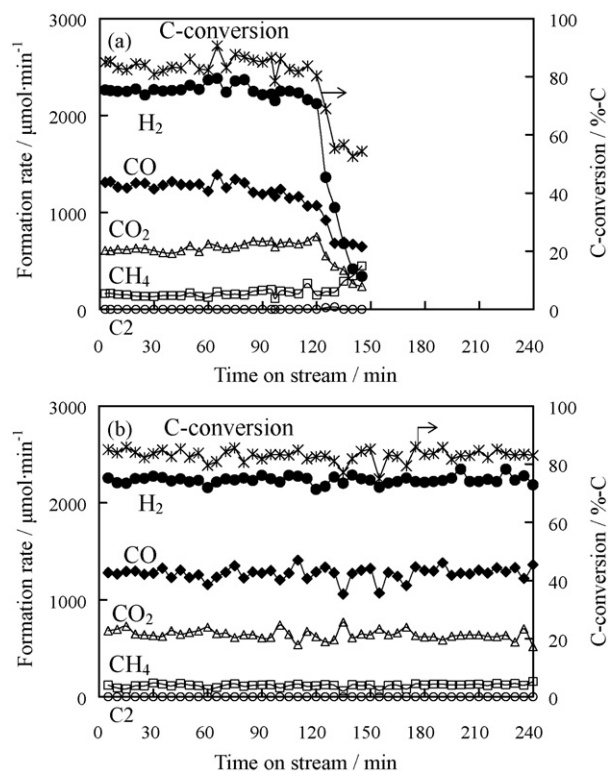 (a)
C-conversion
H₂
CO
CO₂
CH₄
C2
3000
2000
1000
0
100
80
60
40
20
0
Formation rate / μmol·min⁻¹
C-conversion / %-C
0 30 60 90 120 150 180 210 240
Time on stream / min
(b)
C-conversion
H₂
CO
CO₂
CH₄
C2
3000
2000
1000
0
100
80
60
40
20
0
Formation rate / μmol·min⁻¹
C-conversion / %-C
0 30 60 90 120 150 180 210 240
Time on stream / min